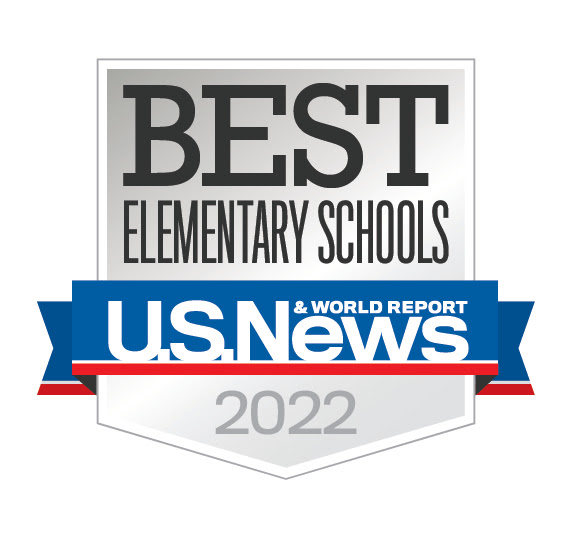 BEST
ELEMENTARY SCHOOLS
U.S.News & WORLD REPORT
2022